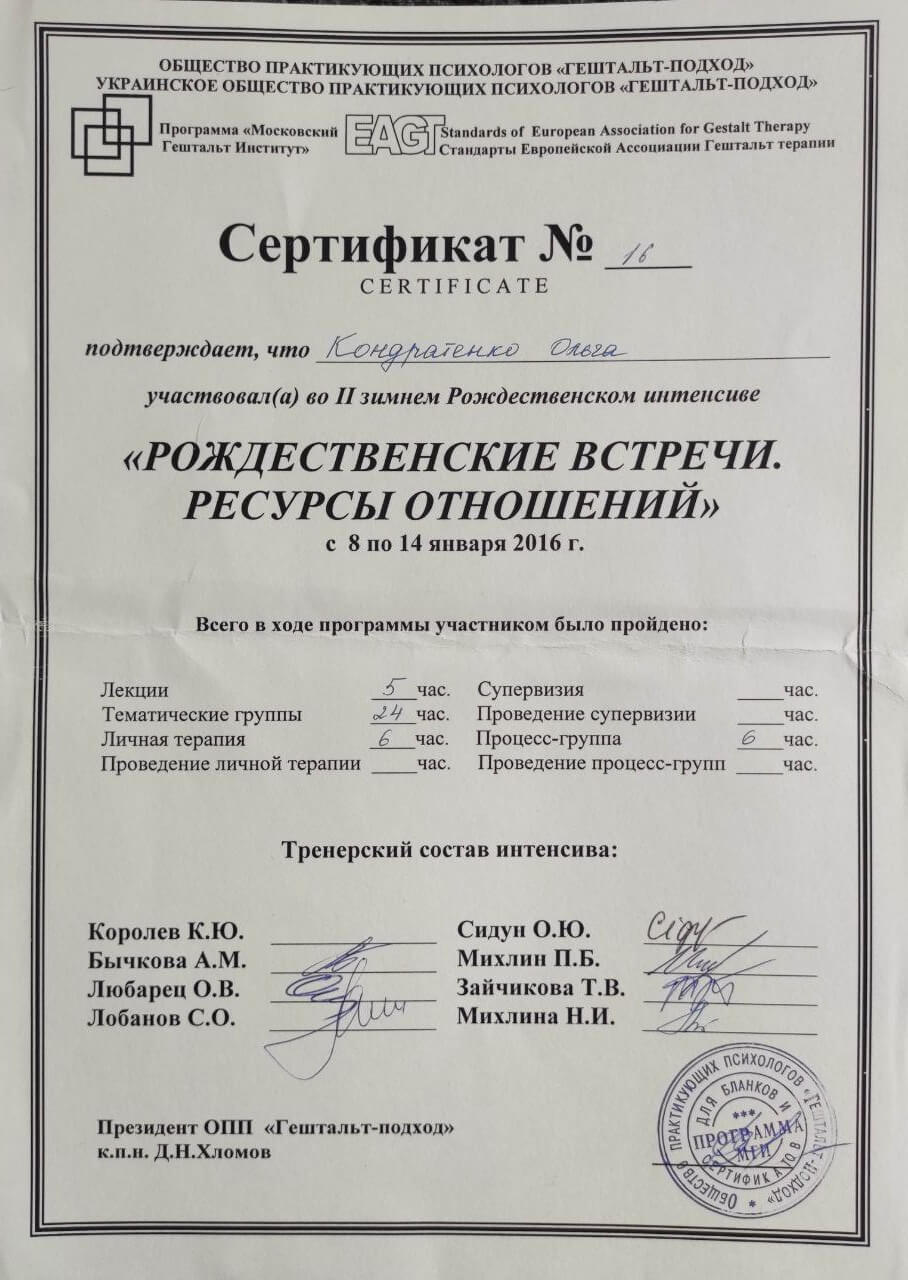 ОБЩЕСТВО ПРАКТИКУЮЩИХ ПСИХОЛОГОВ «ГЕШТАЛЬТ-ПОДХОД»
УКРАИНСКОЕ ОБЩЕСТВО ПРАКТИКУЮЩИХ ПСИХОЛОГОВ «ГЕШТАЛЬТ-ПОДХОД»
Программа «Московский Гештальт Институт»
EAGT
Standards of European Association for Gestalt Therapy
Стандарты Европейской Ассоциации Гештальт терапии
Сертификат № 16
CERTIFICATE
подтверждает, что Кондратенко Ольга
участвовал(а) во II зимнем Рождественском интенсиве
«РОЖДЕСТВЕНСКИЕ ВСТРЕЧИ.
РЕСУРСЫ ОТНОШЕНИЙ»
с 8 по 14 января 2016 г.
Всего в ходе программы участником было пройдено:
Лекции 5 час. Супервизия ____час.
Тематические группы 24 час. Проведение супервизии ____час.
Личная терапия 6 час. Процесс-группа 6 час.
Проведение личной терапии ____час. Проведение процесс-групп ____час.
Тренерский состав интенсива:
Королев К.Ю. Сидун О.Ю.
Бычкова А.М. Михлин П.Б.
Любарец О.В. Зайчикова Т.В.
Лобанов С.О. Михлина Н.И.
Президент ОПП «Гештальт-подход»
к.п.н. Д.Н.Хломов
ОБЩЕСТВО ПРАКТИКУЮЩИХ ПСИХОЛОГОВ «ГЕШТАЛЬТ-ПОДХОД»
ДЛЯ БЛАНКОВ И СЕРТИФИКАТОВ
ПРОГРАММА
МГИ